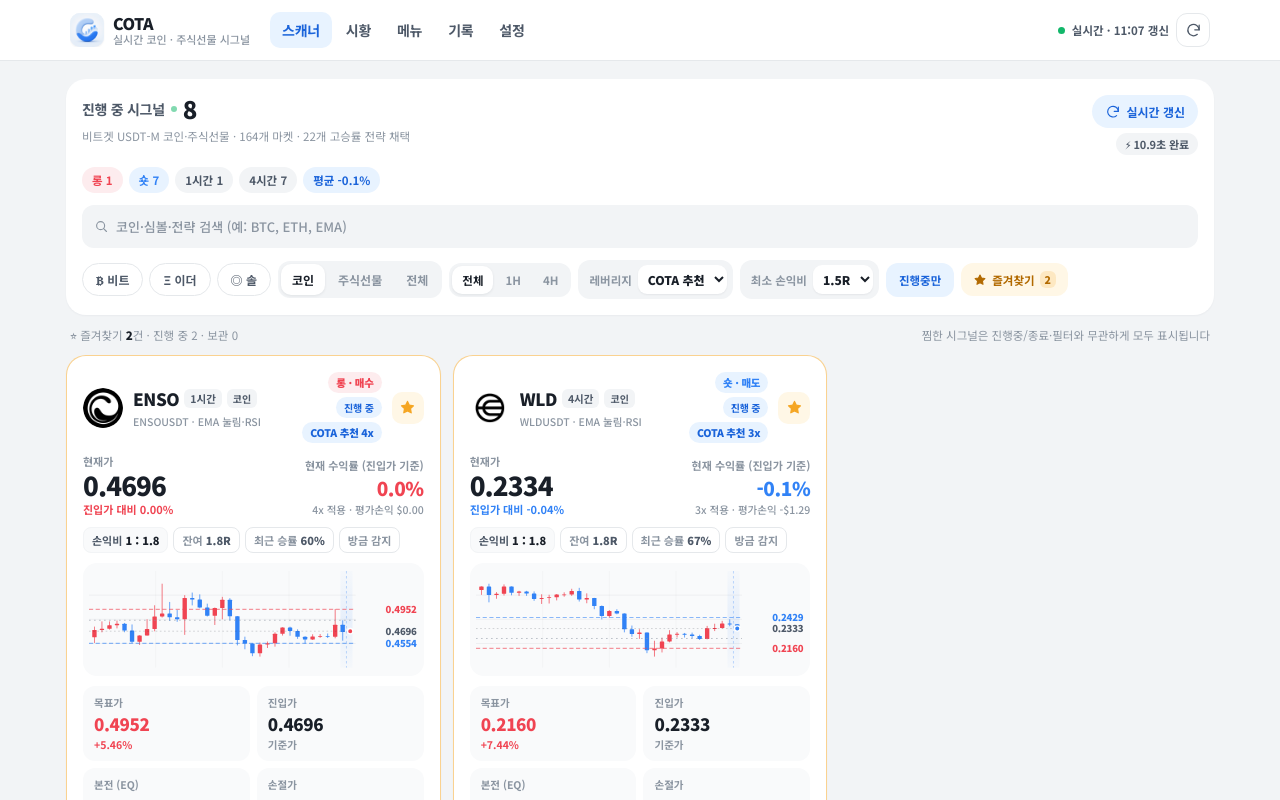 COTA
실시간 코인 · 주식선물 시그널
스캐너 시황 메뉴 기록 설정
실시간 · 11:07 갱신
진행 중 시그널 8
실시간 갱신
비트겟 USDT-M 코인·주식선물 · 164개 마켓 · 22개 고승률 전략 채택
⚡ 10.9초 완료
롱 1 숏 7 1시간 1 4시간 7 평균 -0.1%
코인·심볼·전략 검색 (예: BTC, ETH, EMA)
₿ 비트 Ξ 이더 ◎ 솔 코인 주식선물 전체 전체 1H 4H 레버리지 COTA 추천 최소 손익비 1.5R 진행중만 ★ 즐겨찾기 2
⭐ 즐겨찾기 2건 · 진행 중 2 · 보관 0
찜한 시그널은 진행중/종료·필터와 무관하게 모두 표시됩니다
ENSO 1시간 코인
ENSOUSDT · EMA 눌림·RSI
롱 · 매수
진행 중
COTA 추천 4x
현재가
0.4696
진입가 대비 0.00%
현재 수익률 (진입가 기준)
0.0%
4x 적용 · 평가손익 $0.00
손익비 1 : 1.8 잔여 1.8R 최근 승률 60% 방금 감지
0.4952
0.4696
0.4554
목표가
0.4952
+5.46%
진입가
0.4696
기준가
본전 (EQ)
손절가
WLD 4시간 코인
WLDUSDT · EMA 눌림·RSI
숏 · 매도
진행 중
COTA 추천 3x
현재가
0.2334
진입가 대비 -0.04%
현재 수익률 (진입가 기준)
-0.1%
3x 적용 · 평가손익 -$1.29
손익비 1 : 1.8 잔여 1.8R 최근 승률 67% 방금 감지
0.2429
0.2333
0.2160
목표가
0.2160
+7.44%
진입가
0.2333
기준가
본전 (EQ)
손절가